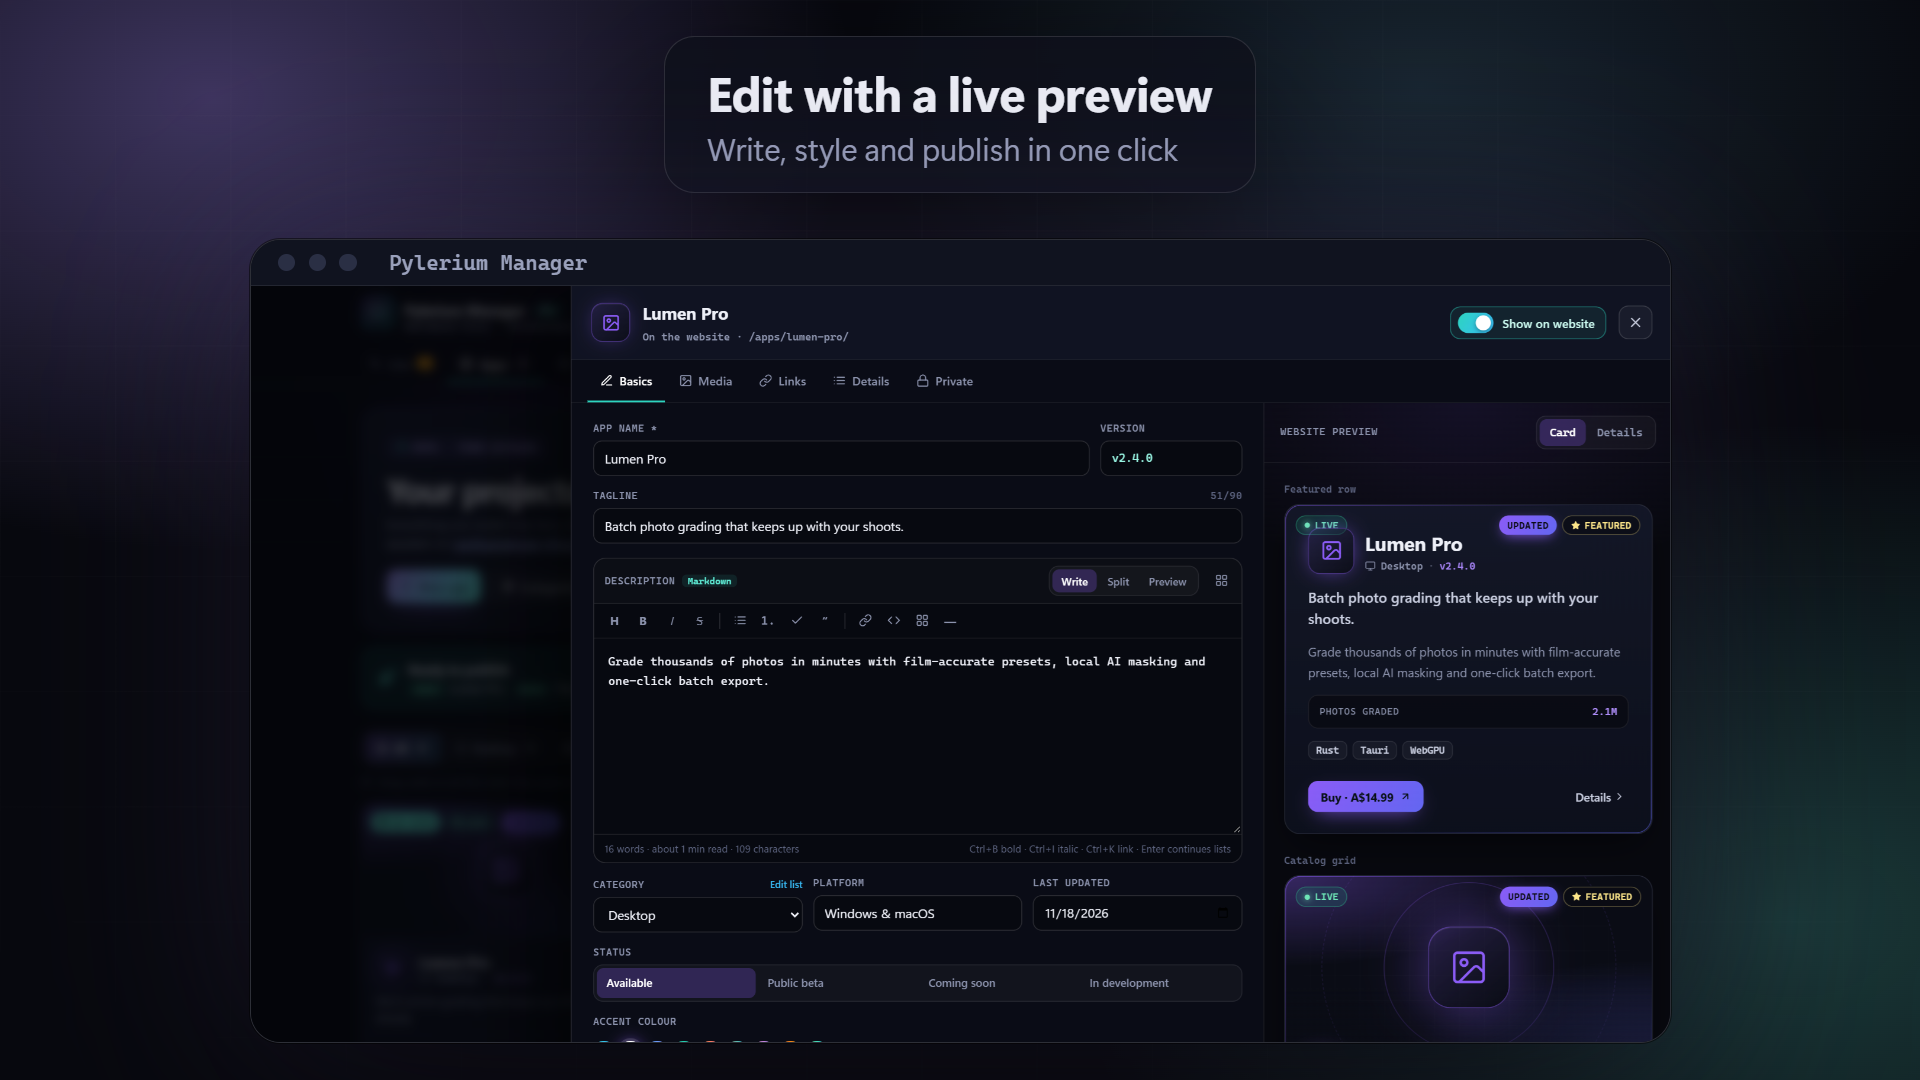 Edit with a live preview
Write, style and publish in one click
Pylerium Manager
Lumen Pro
On the website · /apps/lumen-pro/
Show on website
Basics Media Links Details Private
APP NAME * VERSION
Lumen Pro v2.4.0
TAGLINE 51/90
Batch photo grading that keeps up with your shoots.
DESCRIPTION Markdown Write Split Preview
H B I S 1. "
Grade thousands of photos in minutes with film-accurate presets, local AI masking and
one-click batch export.
16 words · about 1 min read · 109 characters Ctrl+B bold · Ctrl+I italic · Ctrl+K link · Enter continues lists
CATEGORY Edit list PLATFORM LAST UPDATED
Desktop Windows & macOS 11/18/2026
STATUS
Available Public beta Coming soon In development
ACCENT COLOUR
WEBSITE PREVIEW Card Details
Featured row
LIVE UPDATED FEATURED
Lumen Pro
Desktop · v2.4.0
Batch photo grading that keeps up with your
shoots.
Grade thousands of photos in minutes with film-accurate
presets, local AI masking and one-click batch export.
PHOTOS GRADED 2.1M
Rust Tauri WebGPU
Buy · A$14.99 Details
Catalog grid
LIVE UPDATED FEATURED
Your project